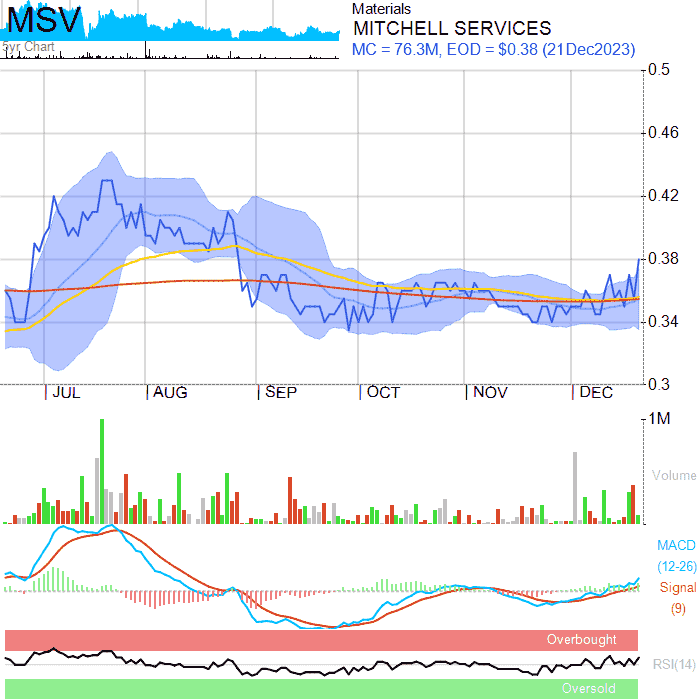 MSV
5yr Chart
Materials
MITCHELL SERVICES
MC = 76.3M, EOD = $0.38 (21Dec2023)
0.5
0.46
0.42
0.38
0.34
0.3
JUL AUG SEP OCT NOV DEC
1M
Volume
MACD
(12-26)
Signal
(9)
Overbought
RSI(14)
Oversold